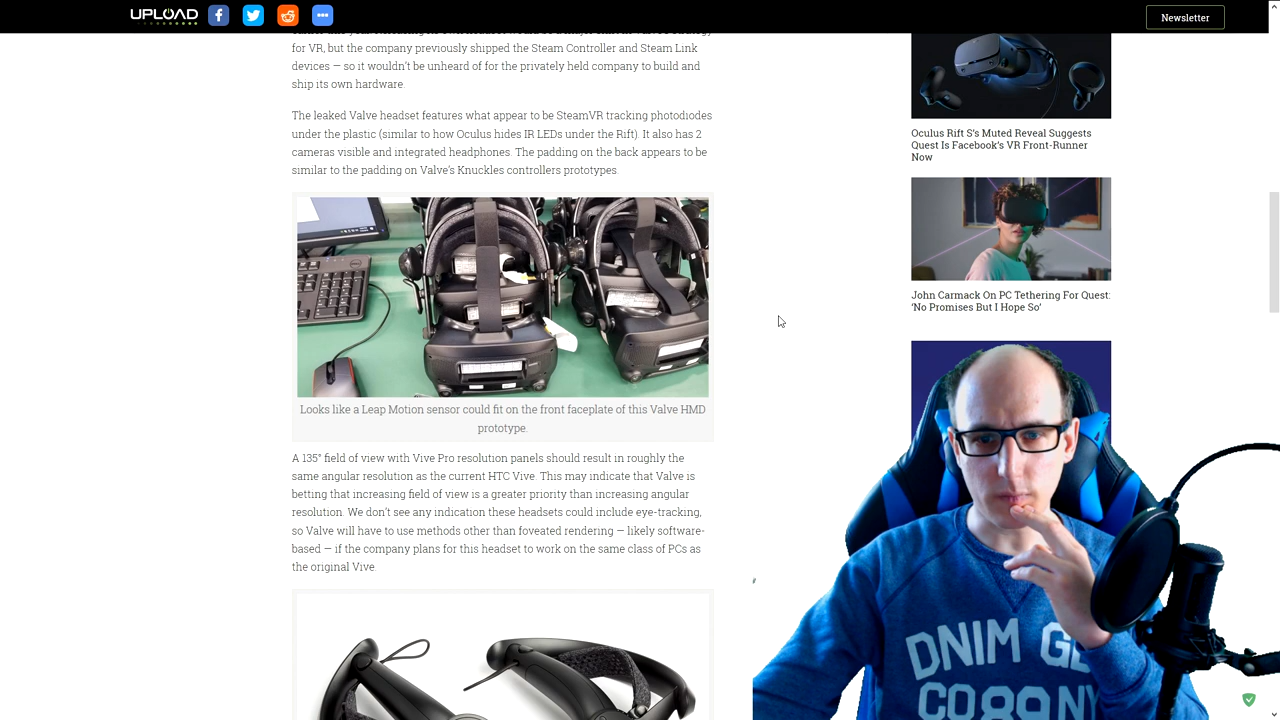 UPLOAD
Newsletter
for VR, but the company previously shipped the Steam Controller and Steam Link
devices — so it wouldn't be unheard of for the privately held company to build and
ship its own hardware.
The leaked Valve headset features what appear to be SteamVR tracking photodiodes
under the plastic (similar to how Oculus hides IR LEDs under the Rift). It also has 2
cameras visible and integrated headphones. The padding on the back appears to be
similar to the padding on Valve's Knuckles controllers prototypes.
Looks like a Leap Motion sensor could fit on the front faceplate of this Valve HMD
prototype.
A 135° field of view with Vive Pro resolution panels should result in roughly the
same angular resolution as the current HTC Vive. This may indicate that Valve is
betting that increasing field of view is a greater priority than increasing angular
resolution. We don't see any indication these headsets could include eye-tracking,
so Valve will have to use methods other than foveated rendering — likely software-
based — if the company plans for this headset to work on the same class of PCs as
the original Vive.
Oculus Rift S's Muted Reveal Suggests
Quest Is Facebook's VR Front-Runner
Now
John Carmack On PC Tethering For Quest:
'No Promises But I Hope So'
DNIM GE
CO89NY